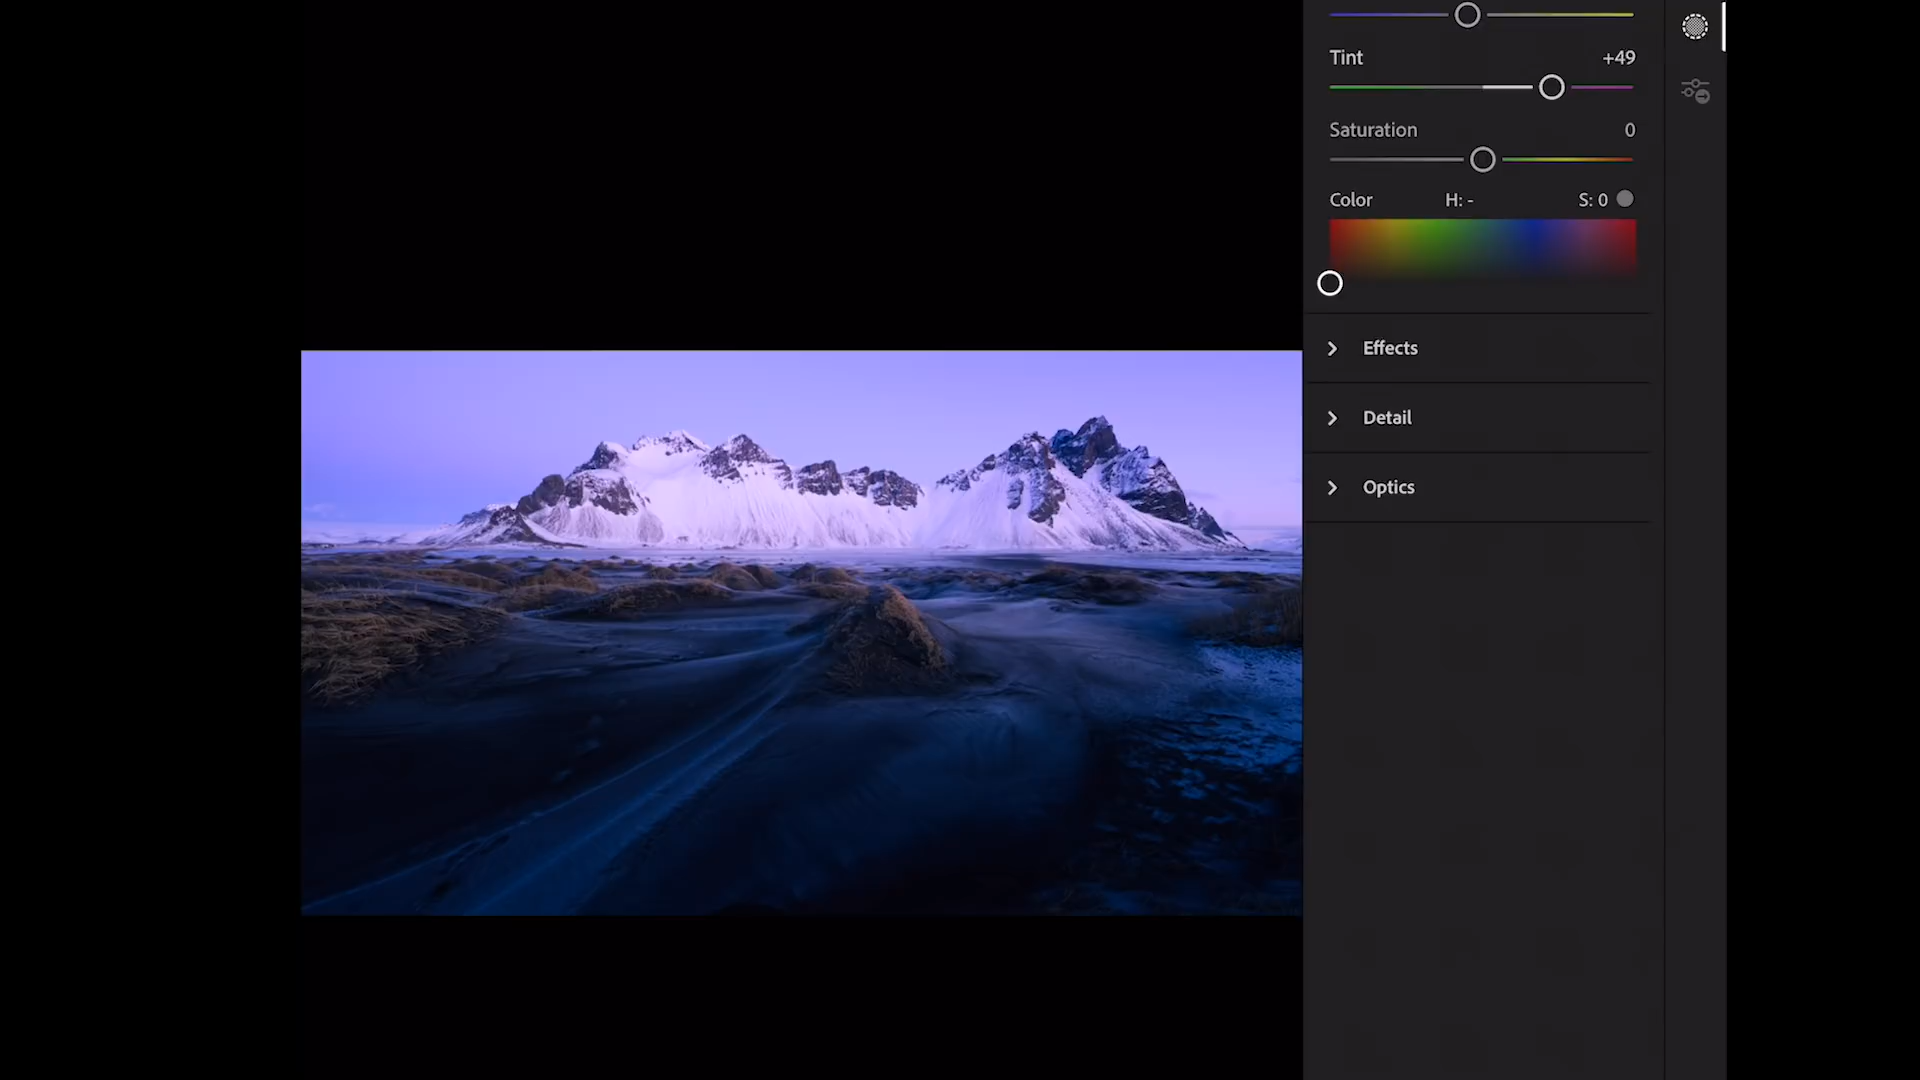 Tint +49
Saturation 0
Color H: - S: 0
Effects
Detail
Optics